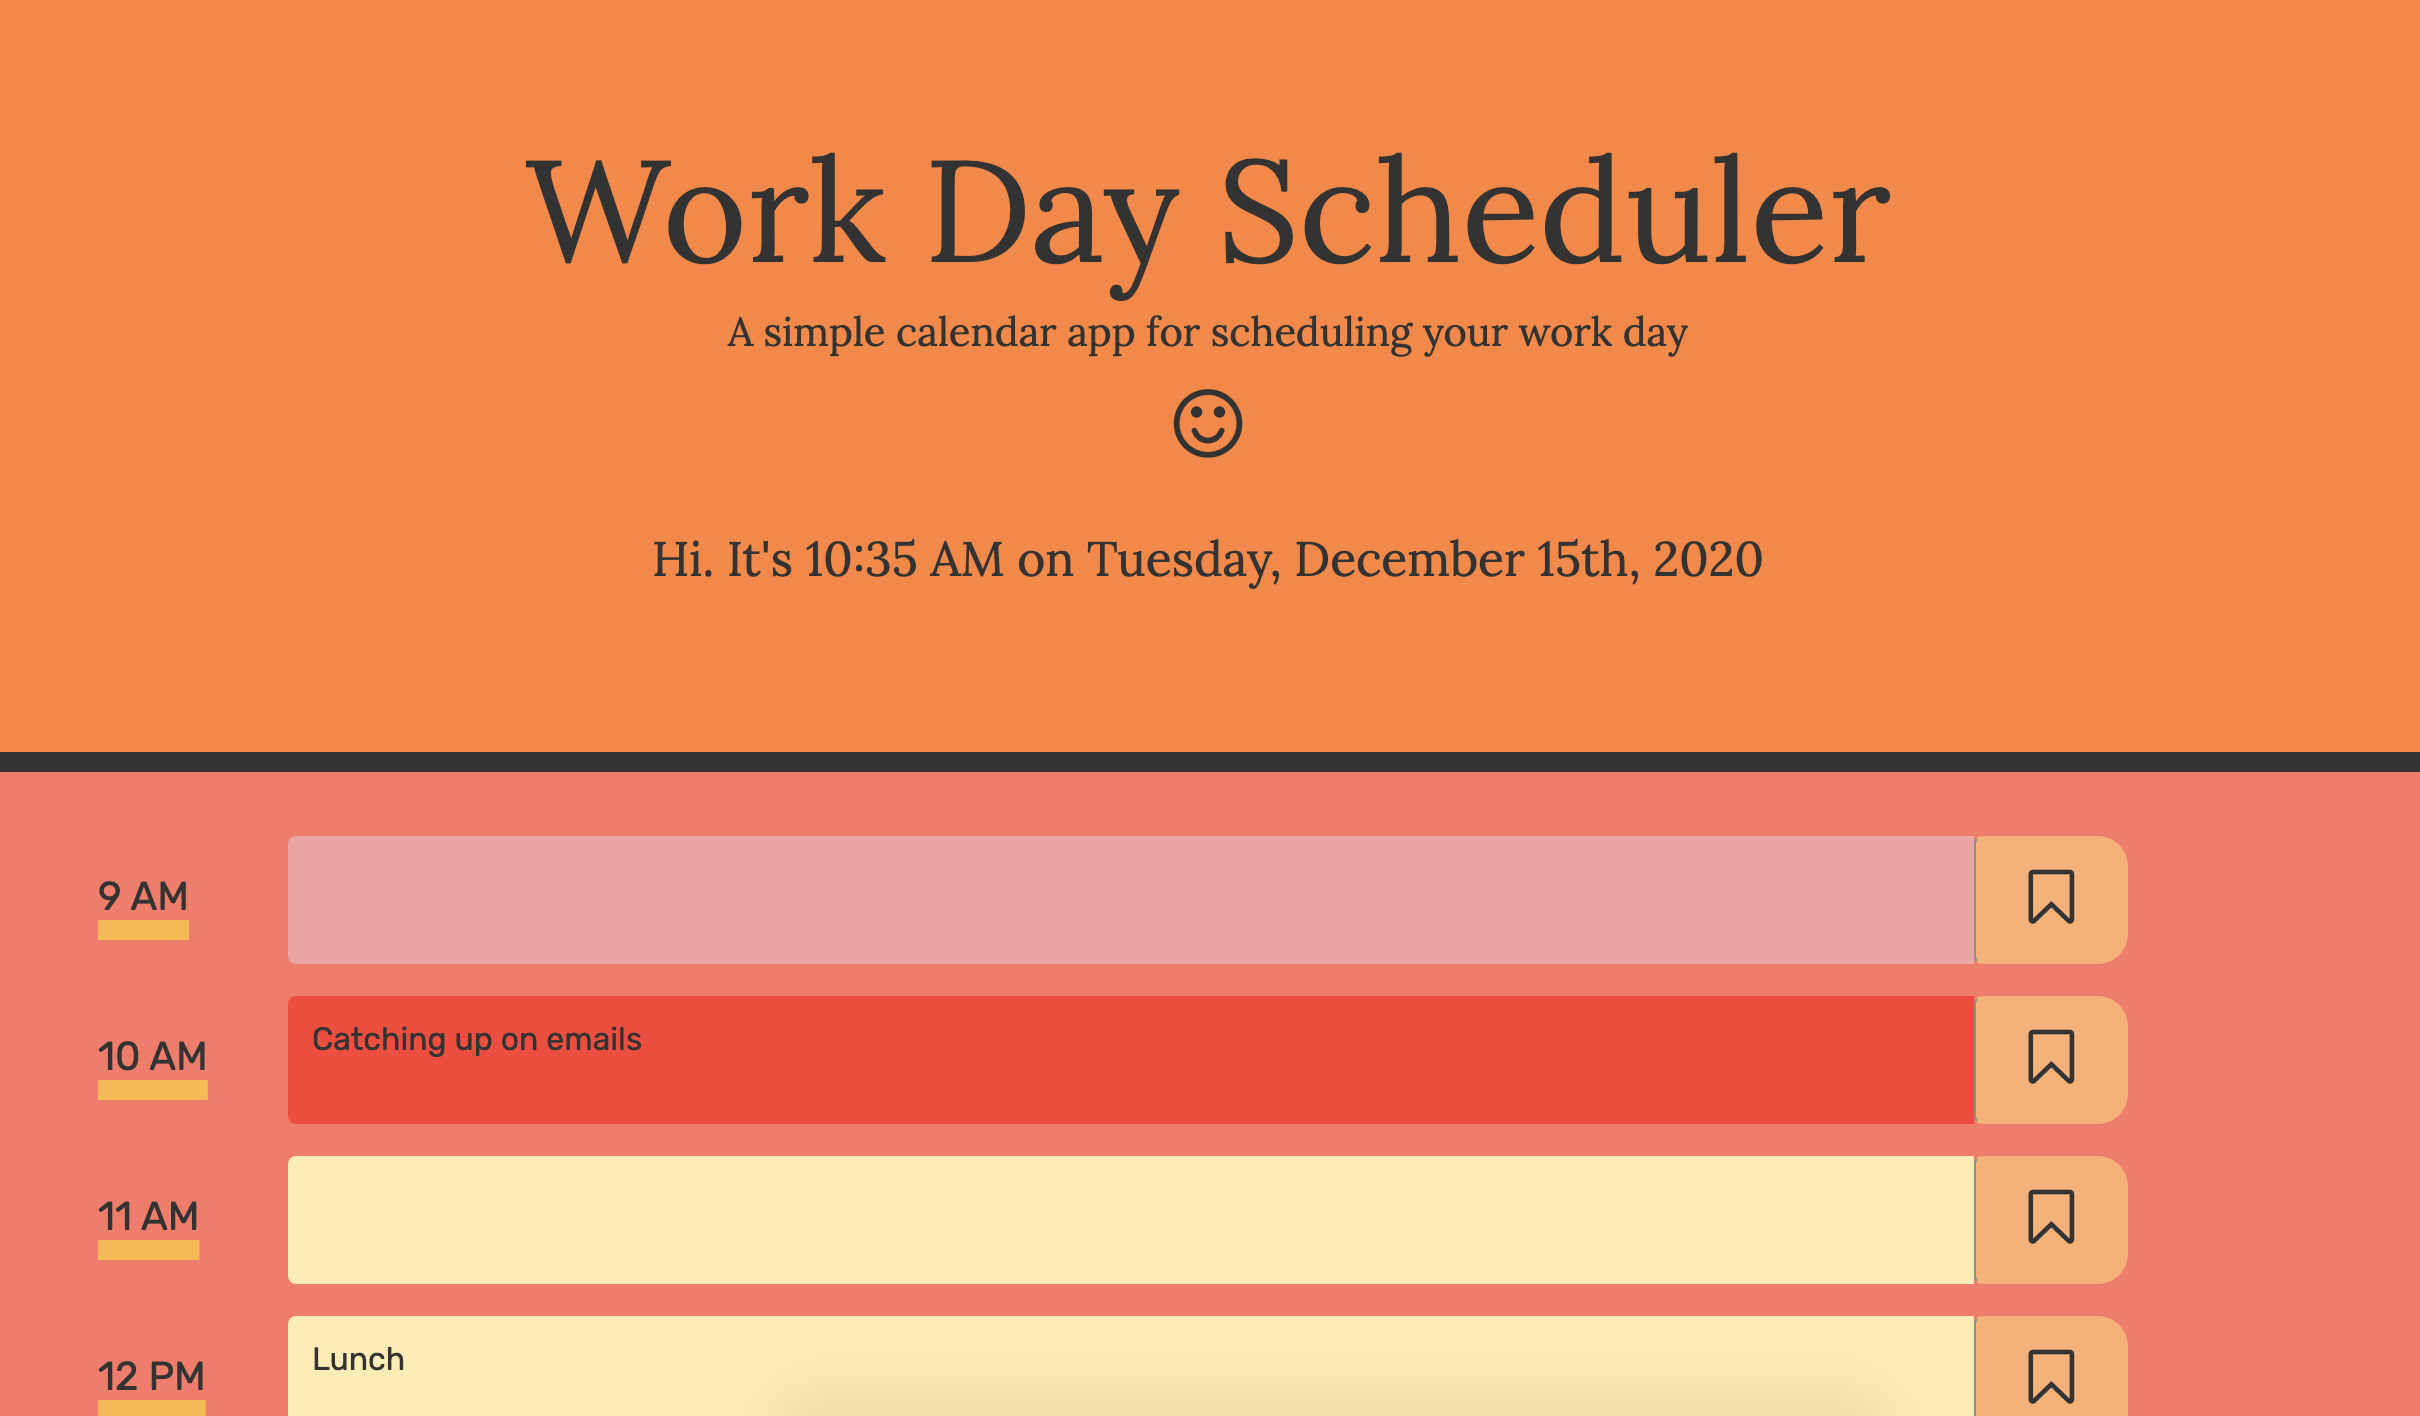 Work Day Scheduler
A simple calendar app for scheduling your work day
Hi. It's 10:35 AM on Tuesday, December 15th, 2020
9 AM
10 AM
Catching up on emails
11 AM
12 PM
Lunch